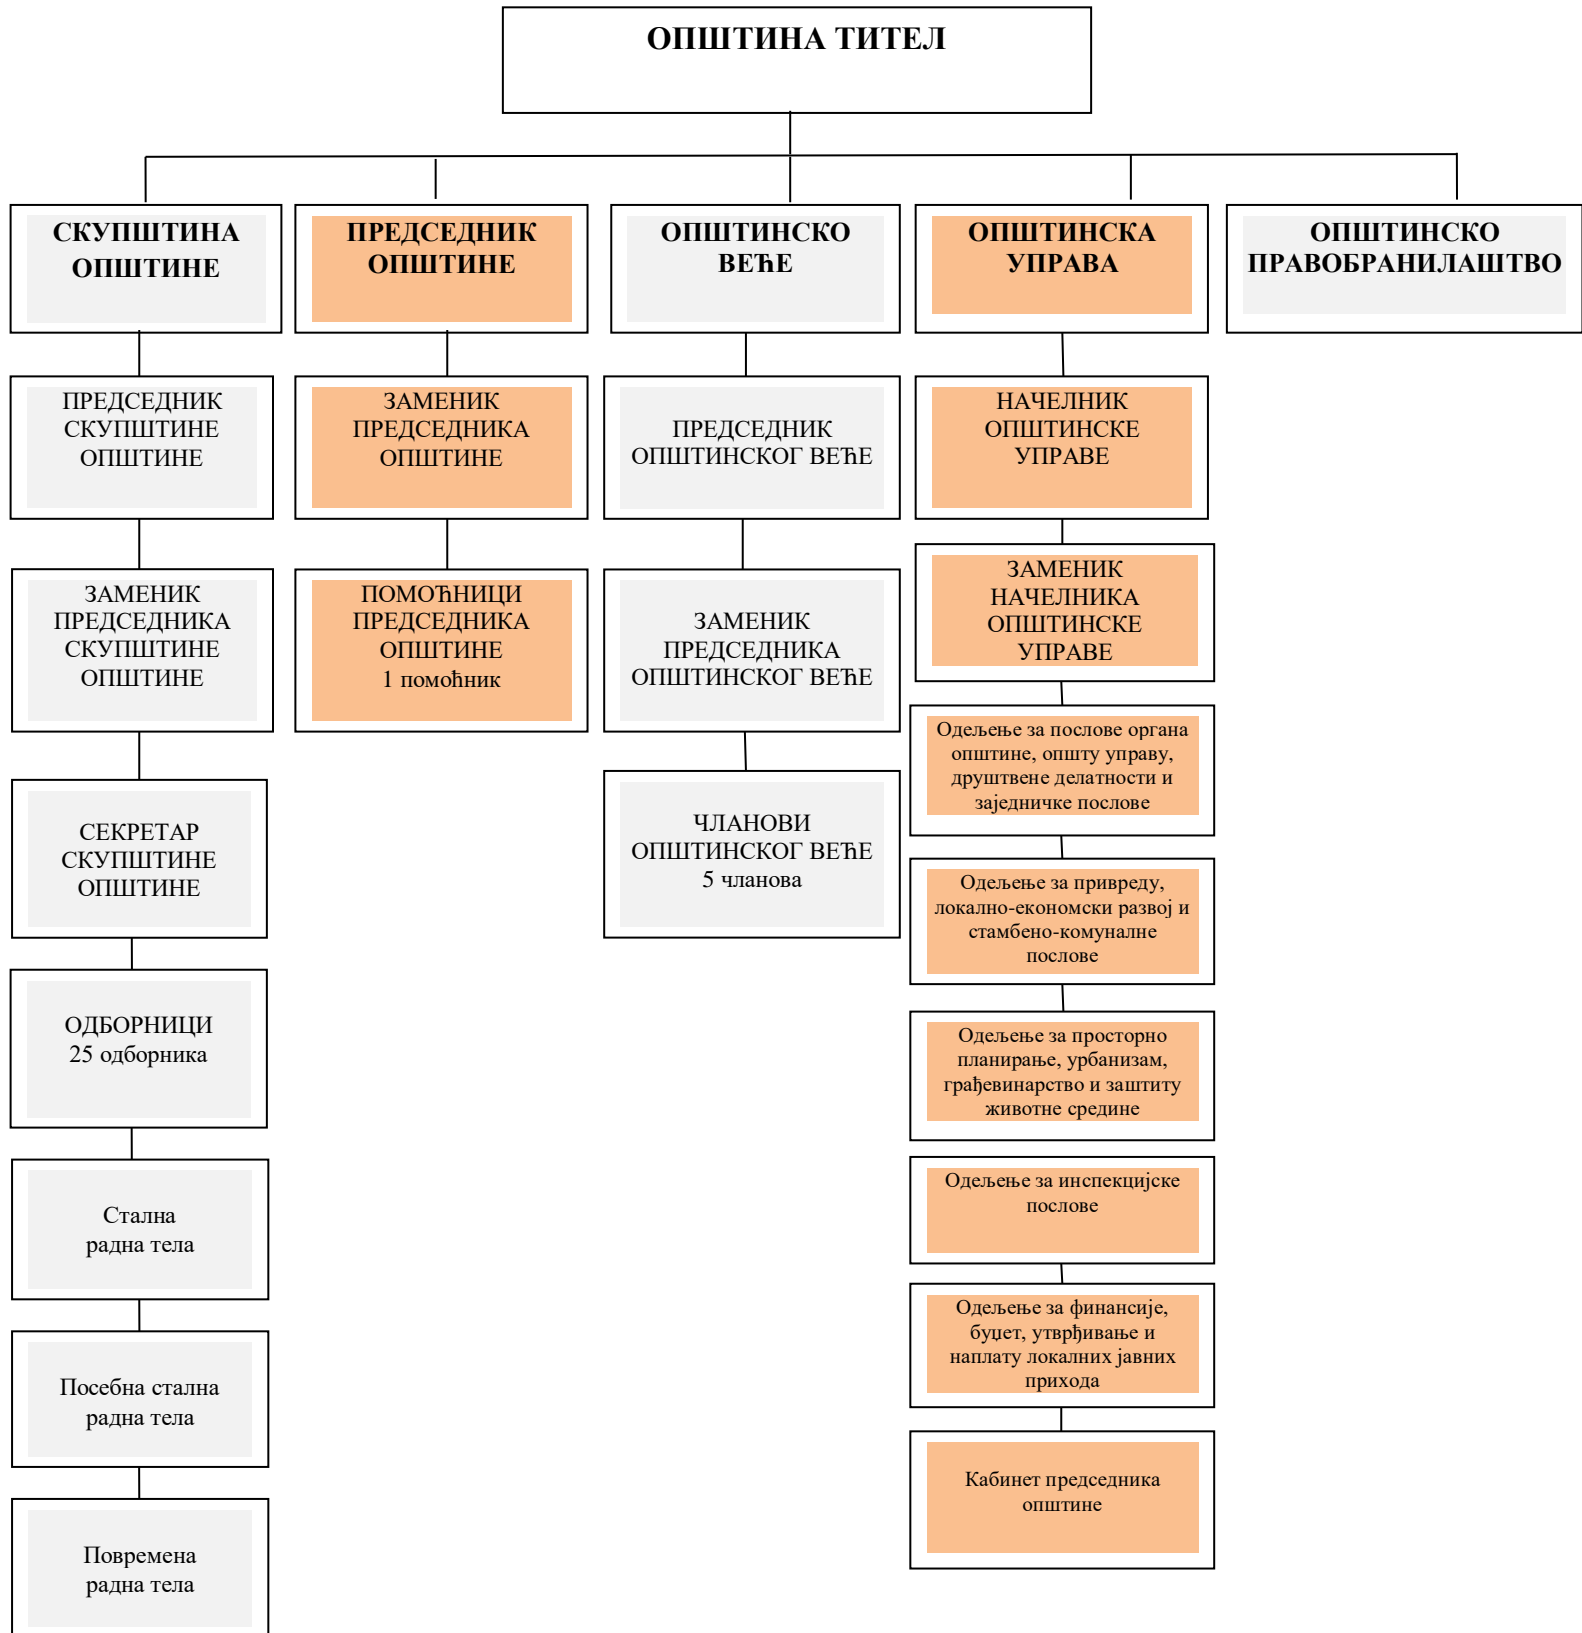 ОПШТИНА ТИТЕЛ
СКУПШТИНА
ОПШТИНЕ
ПРЕДСЕДНИК
ОПШТИНЕ
ОПШТИНСКО
ВЕЋЕ
ОПШТИНСКА
УПРАВА
ОПШТИНСКО
ПРАВОБРАНИЛАШТВО
ПРЕДСЕДНИК
СКУПШТИНЕ
ОПШТИНЕ
ЗАМЕНИК
ПРЕДСЕДНИКА
ОПШТИНЕ
ПРЕДСЕДНИК
ОПШТИНСКОГ ВЕЋЕ
НАЧЕЛНИК
ОПШТИНСКЕ
УПРАВЕ
ЗАМЕНИК
ПРЕДСЕДНИКА
СКУПШТИНЕ
ОПШТИНЕ
ПОМОЋНИЦИ
ПРЕДСЕДНИКА
ОПШТИНЕ
1 помоћник
ЗАМЕНИК
ПРЕДСЕДНИКА
ОПШТИНСКОГ ВЕЋЕ
ЗАМЕНИК
НАЧЕЛНИКА
ОПШТИНСКЕ
УПРАВЕ
СЕКРЕТАР
СКУПШТИНЕ
ОПШТИНЕ
ЧЛАНОВИ
ОПШТИНСКОГ ВЕЋЕ
5 чланова
Одељење за послове органа
општине, општу управу,
друштвене делатности и
заједничке послове
Одељење за привреду,
локално-економски развој и
стамбено-комуналне
послове
ОДБОРНИЦИ
25 одборника
Одељење за просторно
планирање, урбанизам,
грађевинарство и заштиту
животне средине
Стална
радна тела
Одељење за инспекцијске
послове
Одељење за финансије,
буџет, утврђивање и
наплату локалних јавних
прихода
Посебна стална
радна тела
Кабинет председника
општине
Повремена
радна тела